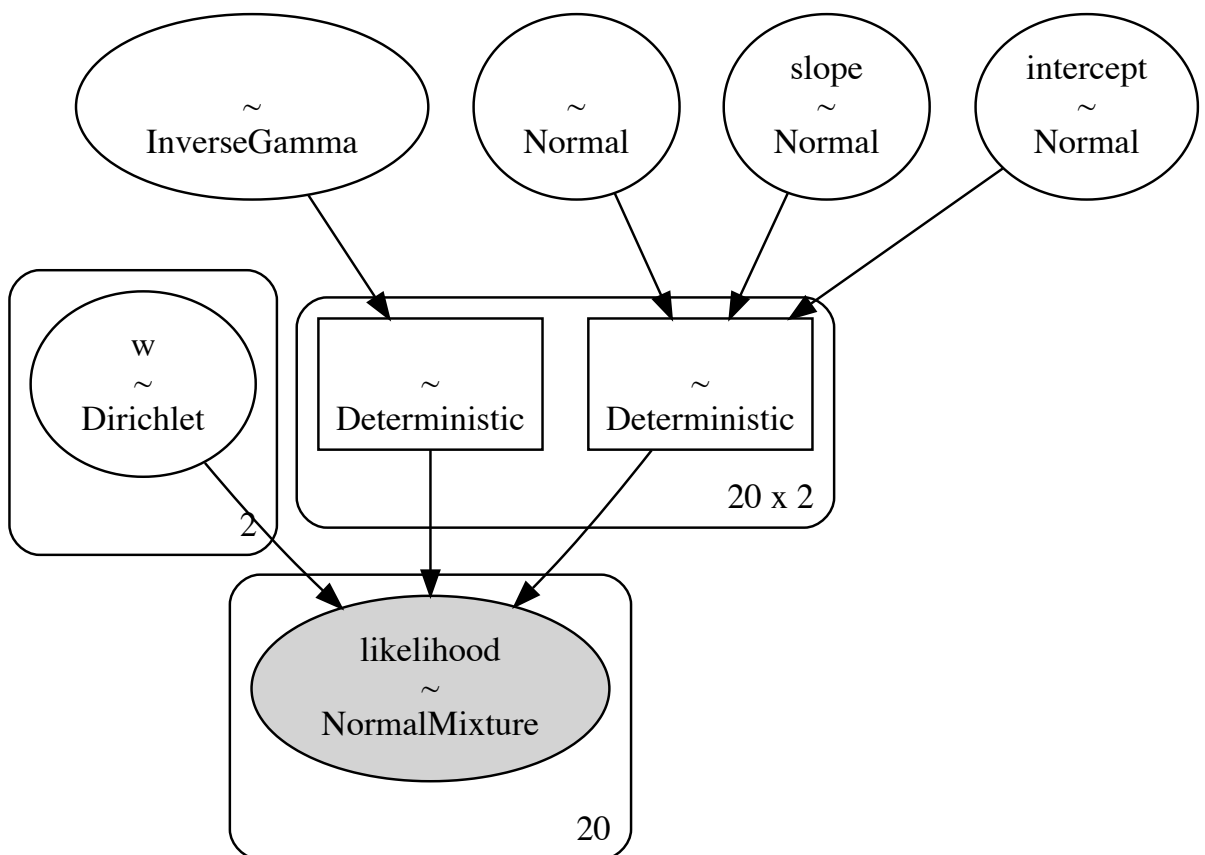 ~
InverseGamma
~
Normal
slope
~
Normal
intercept
~
Normal
w
~
Dirichlet
2
~
Deterministic
~
Deterministic
20 x 2
likelihood
~
NormalMixture
20